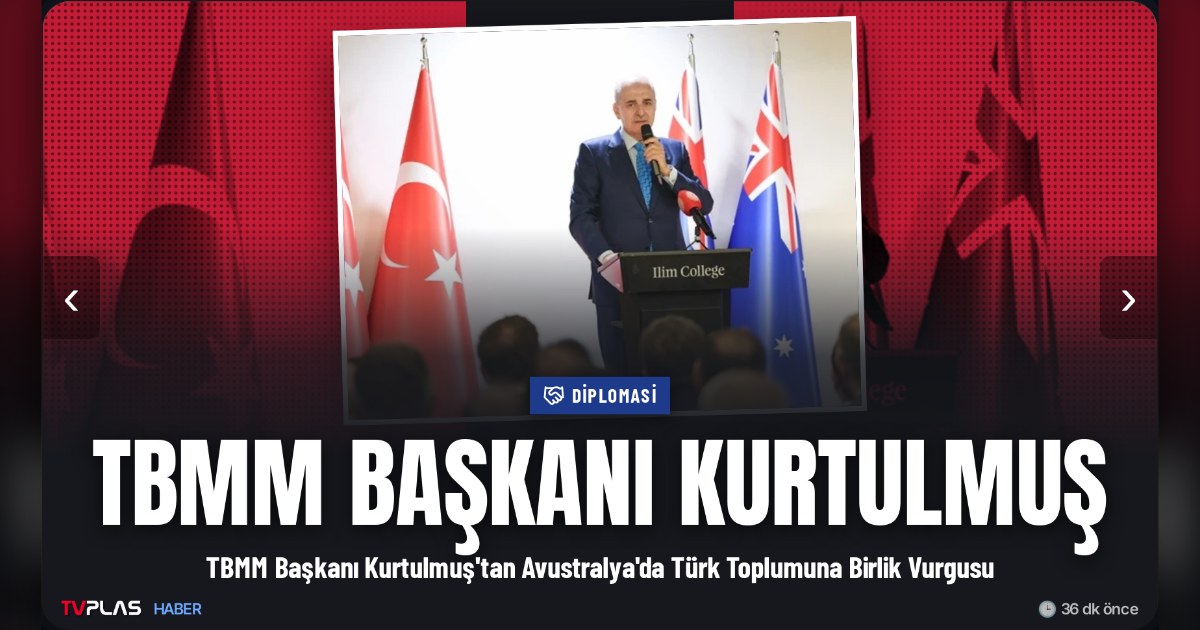 Ilim College
DİPLOMASİ
TBMM BAŞKANI KURTULMUŞ
TBMM Başkanı Kurtulmuş'tan Avustralya'da Türk Toplumuna Birlik Vurgusu
TVPLAS HABER
36 dk önce